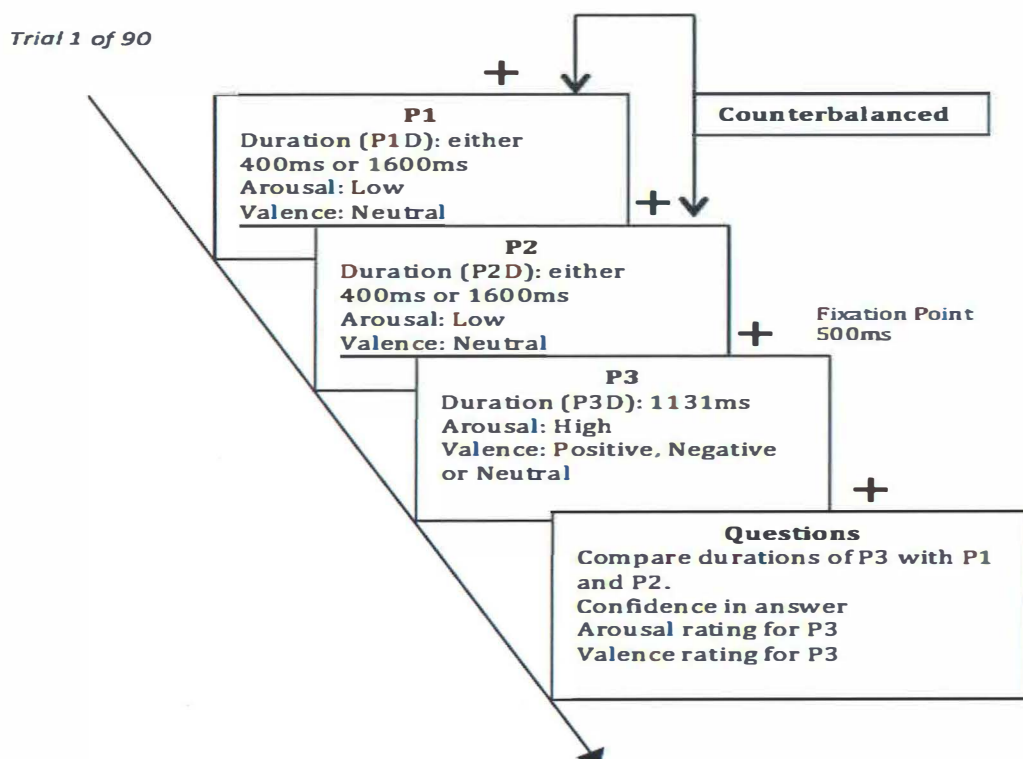 Trial 1 of 90
+
Counterbalanced
P1
Duration (P1D): either
400ms or 1600ms
Arousal: Low
Valence: Neutral
+
P2
Duration (P2D): either
400ms or 1600ms
Arousal: Low
Valence: Neutral
+
Fixation Point
500ms
P3
Duration (P3D): 1131ms
Arousal: High
Valence: Positive, Negative
or Neutral
+
Questions
Compare durations of P3 with P1
and P2.
Confidence in answer
Arousal rating for P3
Valence rating for P3